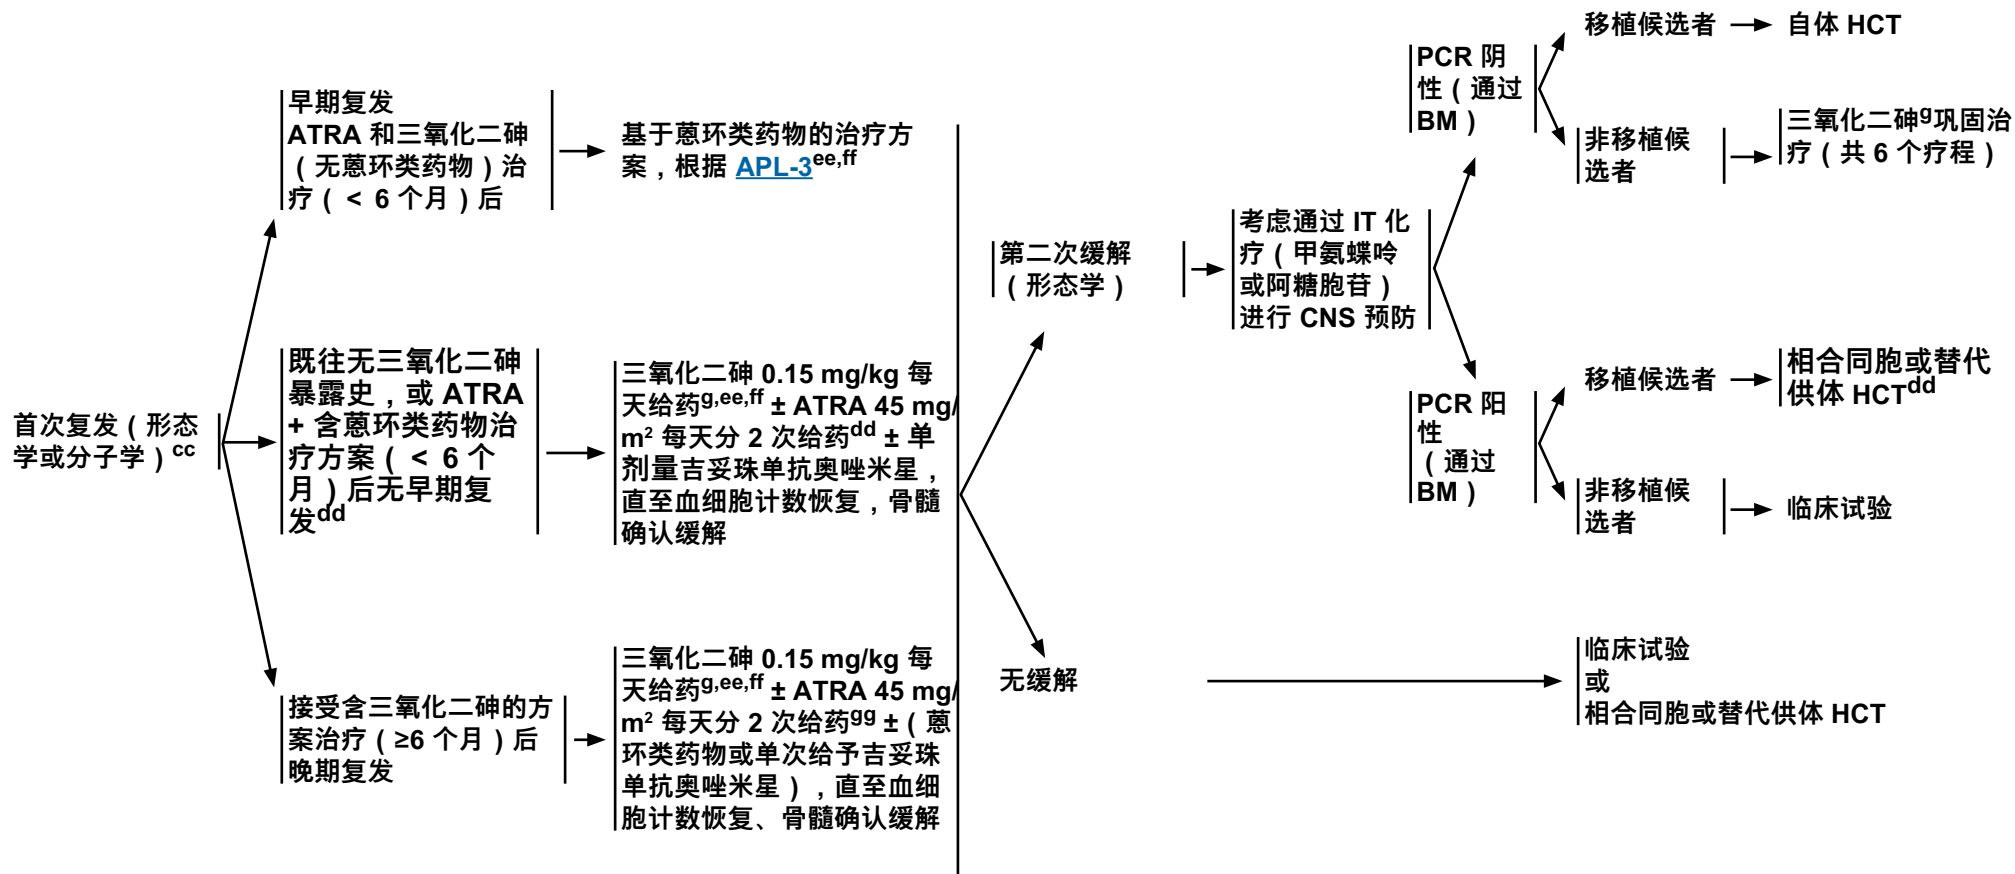 首次复发（形态
学或分子学）cc
早期复发
ATRA 和三氧化二砷
（无蒽环类药物）治
疗（ < 6 个月）后
基于蒽环类药物的治疗方
案，根据 APL-3ee,ff
既往无三氧化二砷
暴露史，或 ATRA
+ 含蒽环类药物治
疗方案（ < 6 个
月）后无早期复
发dd
三氧化二砷 0.15 mg/kg 每
天给药g,ee,ff ± ATRA 45 mg/
m² 每天分 2 次给药dd ± 单
剂量吉妥珠单抗奥唑米星，
直至血细胞计数恢复，骨髓
确认缓解
接受含三氧化二砷的方
案治疗（≥6 个月）后
晚期复发
三氧化二砷 0.15 mg/kg 每
天给药g,ee,ff ± ATRA 45 mg/
m² 每天分 2 次给药gg ±（蒽
环类药物或单次给予吉妥珠
单抗奥唑米星），直至血细
胞计数恢复、骨髓确认缓解
第二次缓解
（形态学）
考虑通过 IT 化
疗（甲氨蝶呤
或阿糖胞苷）
进行 CNS 预防
PCR 阴
性（通过
BM）
移植候选者
自体 HCT
非移植候
选者
三氧化二砷g巩固治
疗（共 6 个疗程）
PCR 阳
性
（通过
BM）
移植候选者
相合同胞或替代
供体 HCTdd
非移植候
选者
临床试验
无缓解
临床试验
或
相合同胞或替代供体 HCT